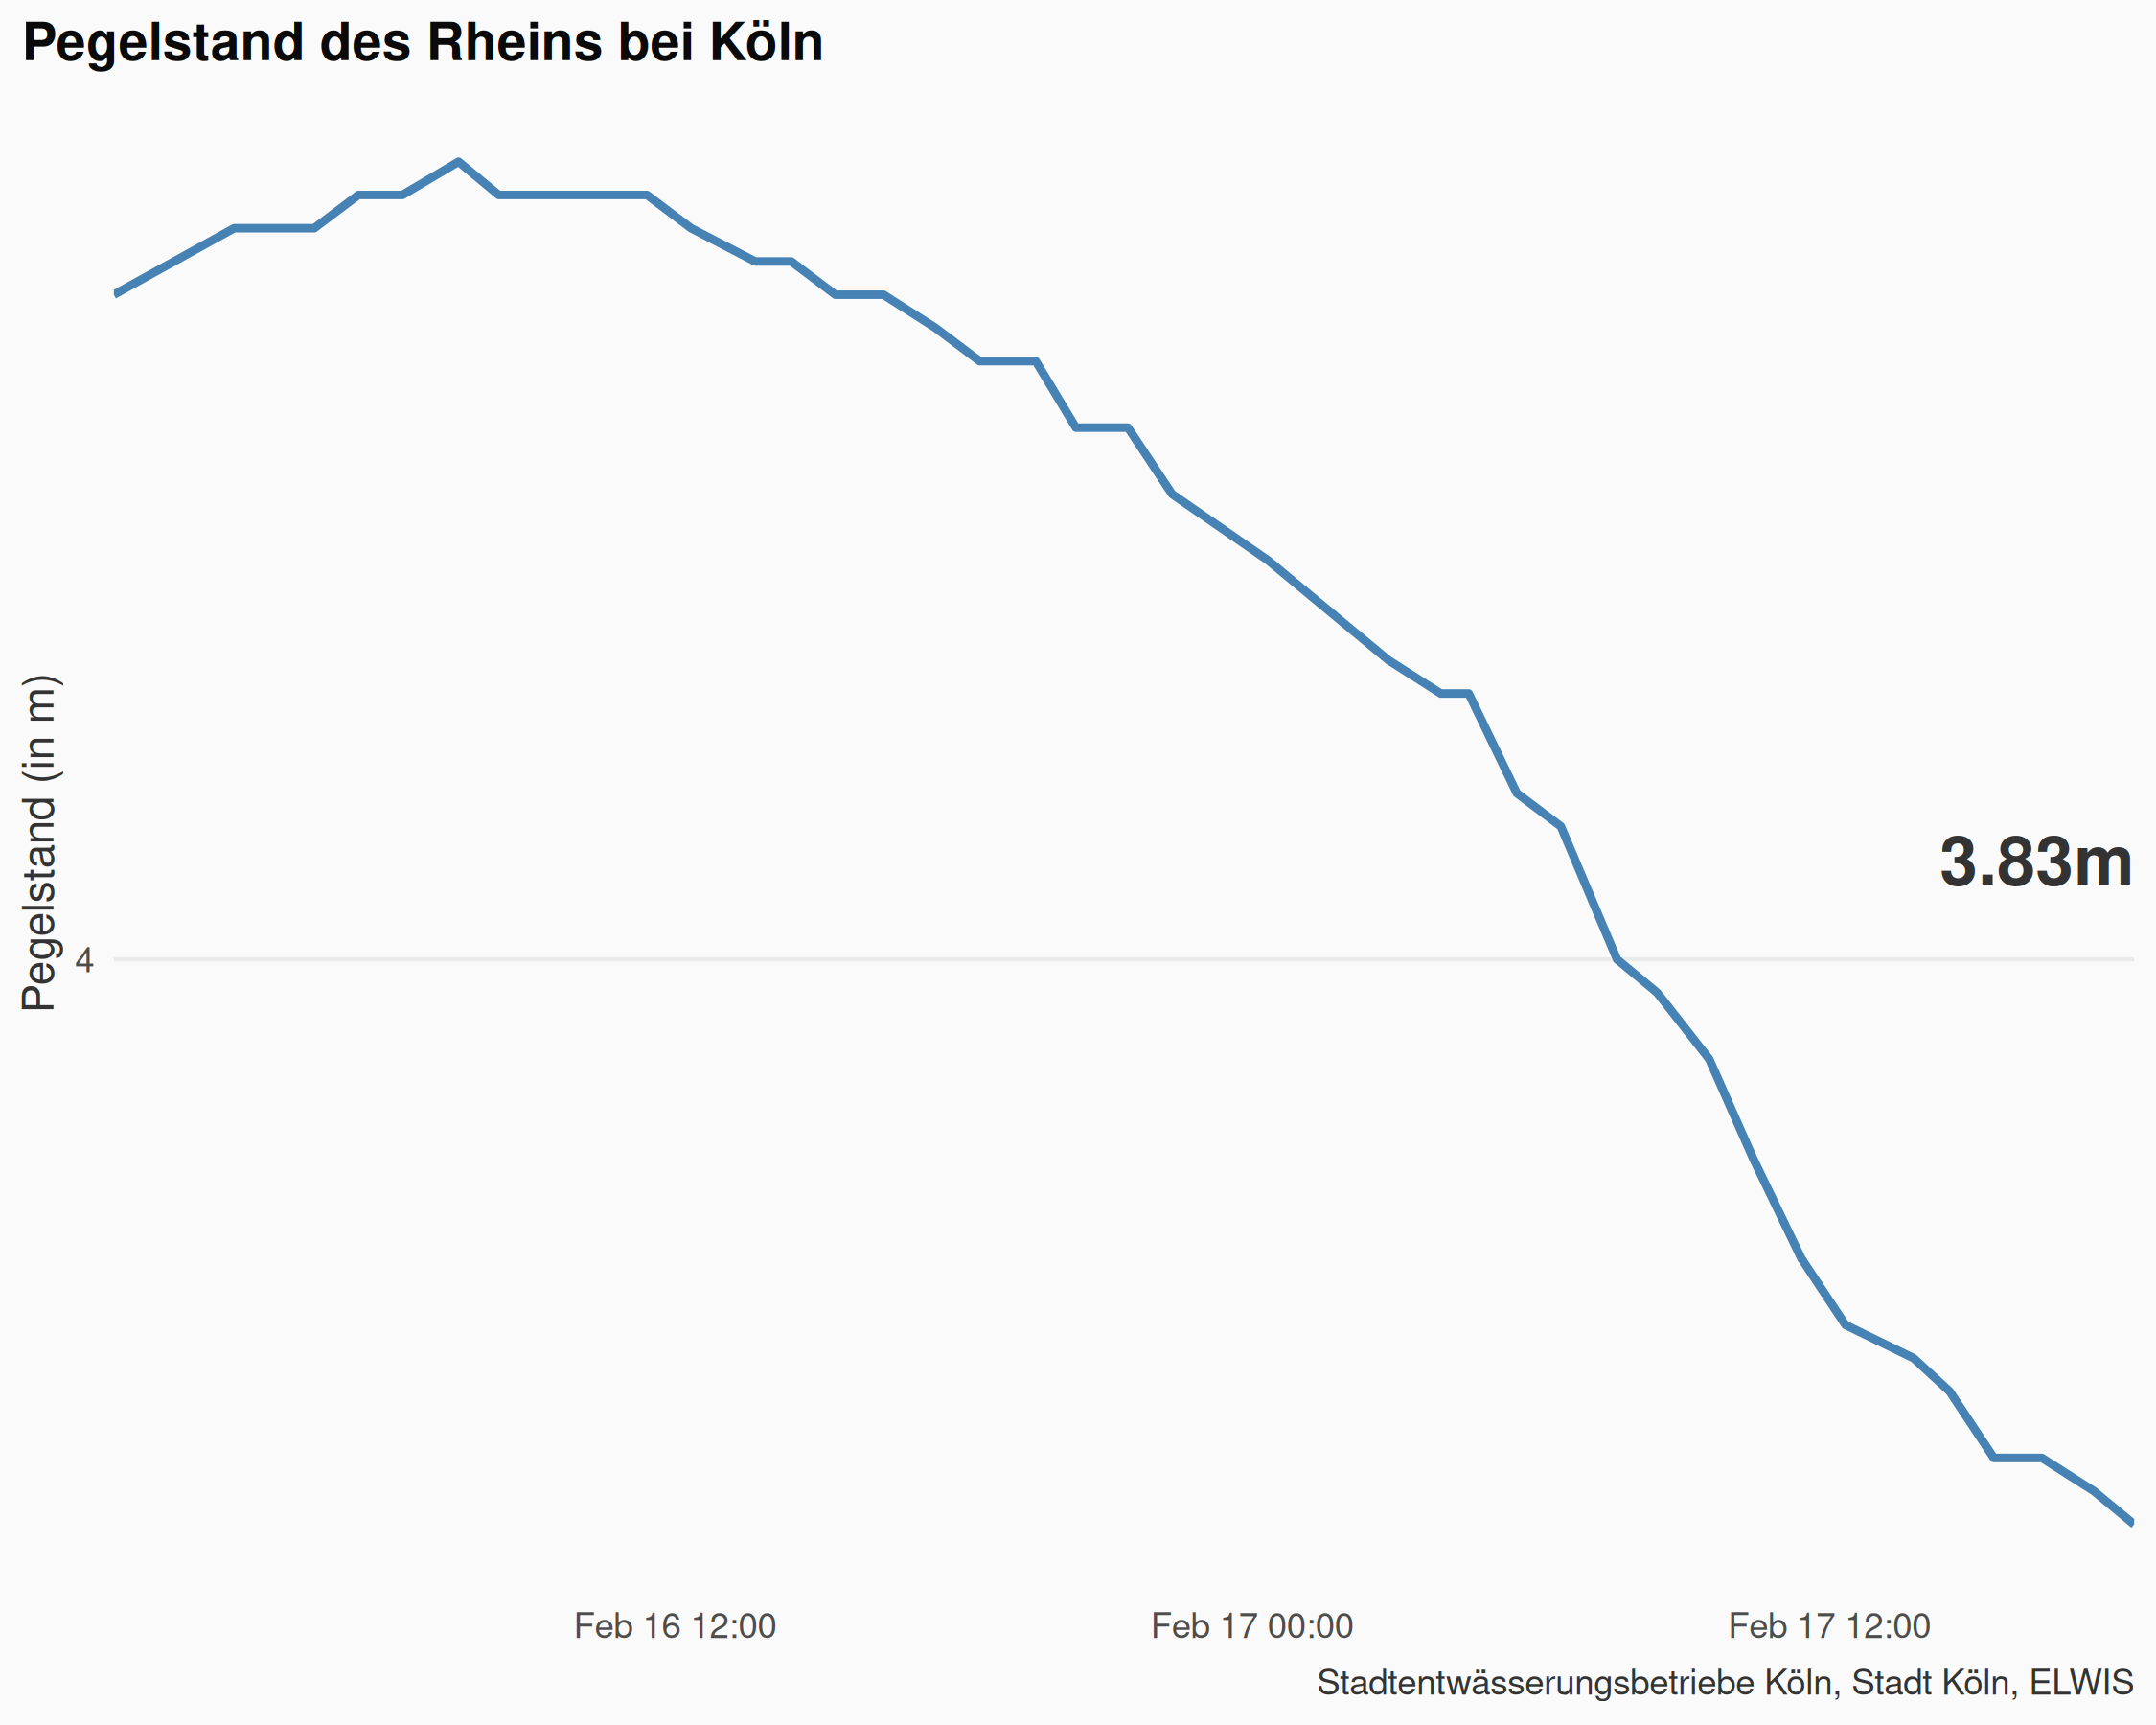 Pegelstand des Rheins bei Köln
Pegelstand (in m)
3.83m
4
Feb 16 12:00
Feb 17 00:00
Feb 17 12:00
Stadtentwässerungsbetriebe Köln, Stadt Köln, ELWIS